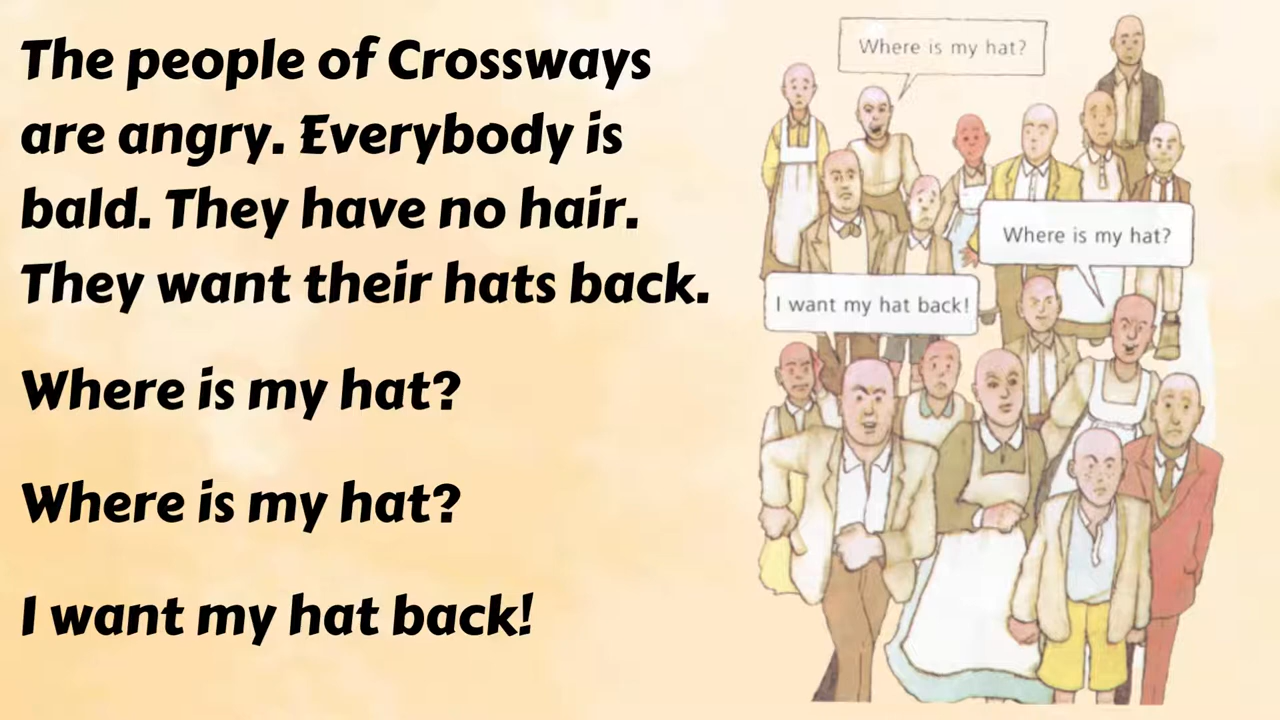 The people of Crossways
are angry. Everybody is
bald. They have no hair.
They want their hats back.
Where is my hat?
Where is my hat?
I want my hat back!
Where is my hat?
Where is my hat?
I want my hat back!